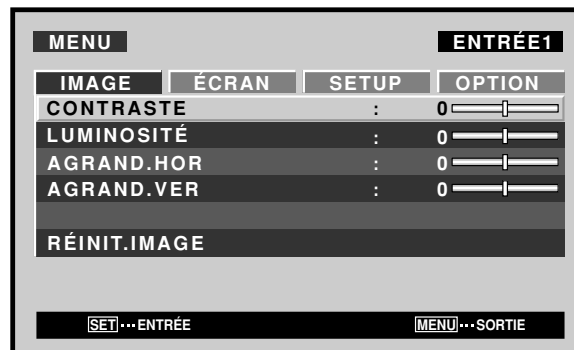 MENU ENTRÉE1
IMAGE ÉCRAN SETUP OPTION
CONTRASTE : 0
LUMINOSITÉ : 0
AGRAND.HOR : 0
AGRAND.VER : 0
RÉINIT.IMAGE
SET ··· ENTRÉE MENU ··· SORTIE